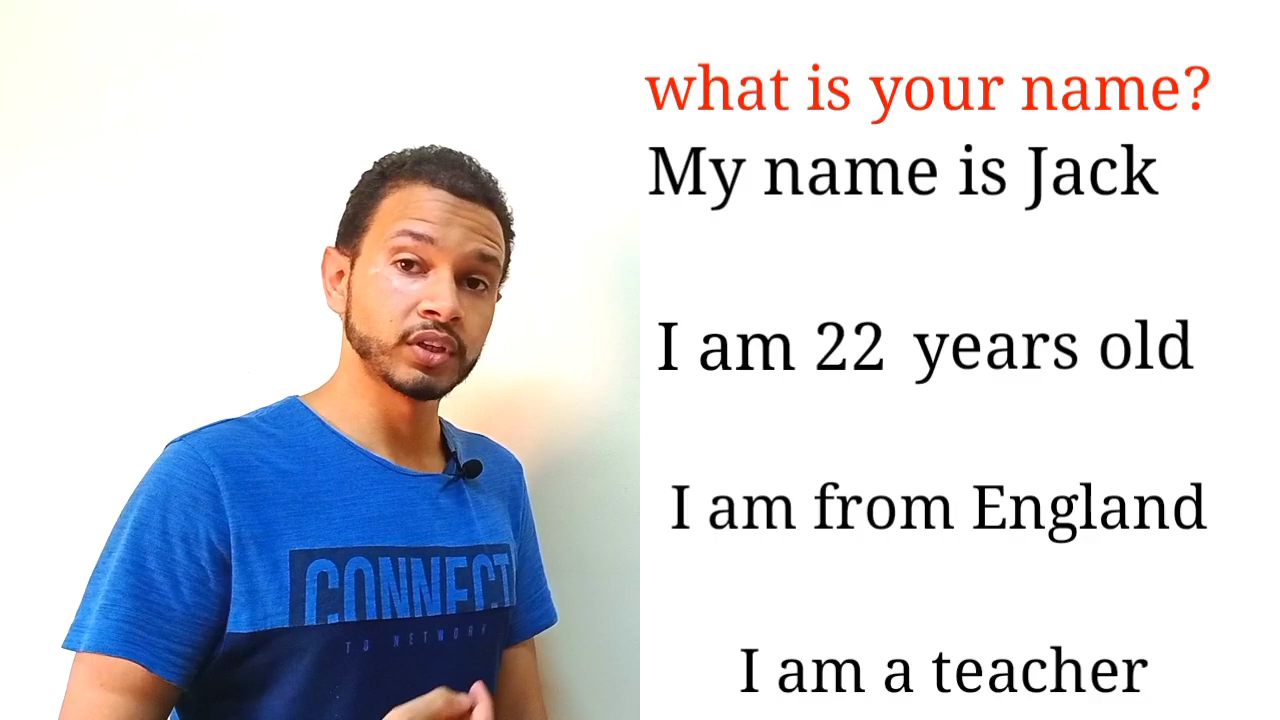 what is your name?
My name is Jack
I am 22 years old
I am from England
I am a teacher
CONNECT
TO NETWORK